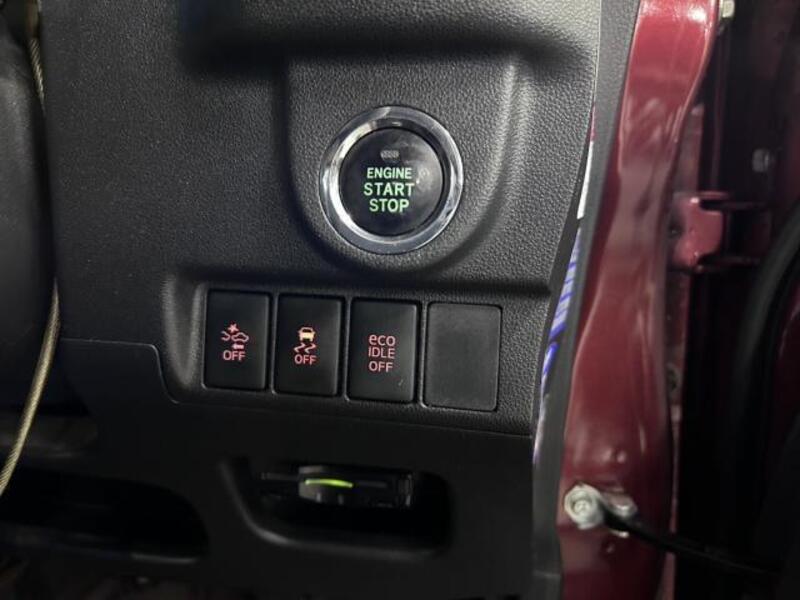 ENGINE
START
STOP
OFF
OFF
eco
IDLE
OFF